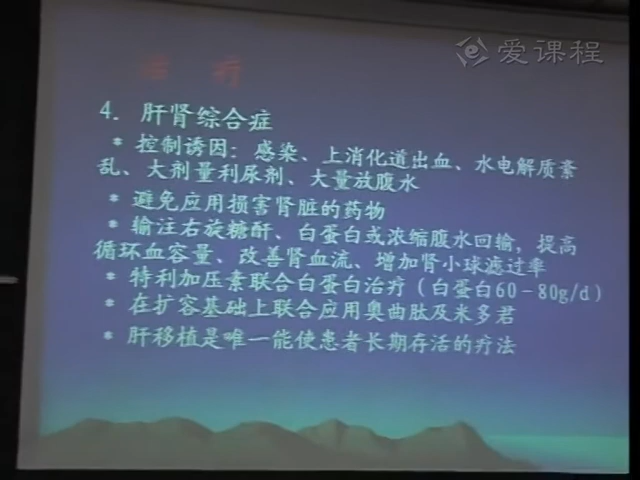 爱课程
治 疗
4. 肝肾综合症
* 控制诱因：感染、上消化道出血、水电解质紊
乱、大剂量利尿剂、大量放腹水
* 避免应用损害肾脏的药物
* 输注右旋糖酐、白蛋白或浓缩腹水回输，提高
循环血容量、改善肾血流、增加肾小球滤过率
* 特利加压素联合白蛋白治疗（白蛋白60－80g/d）
* 在扩容基础上联合应用奥曲肽及米多君
* 肝移植是唯一能使患者长期存活的疗法